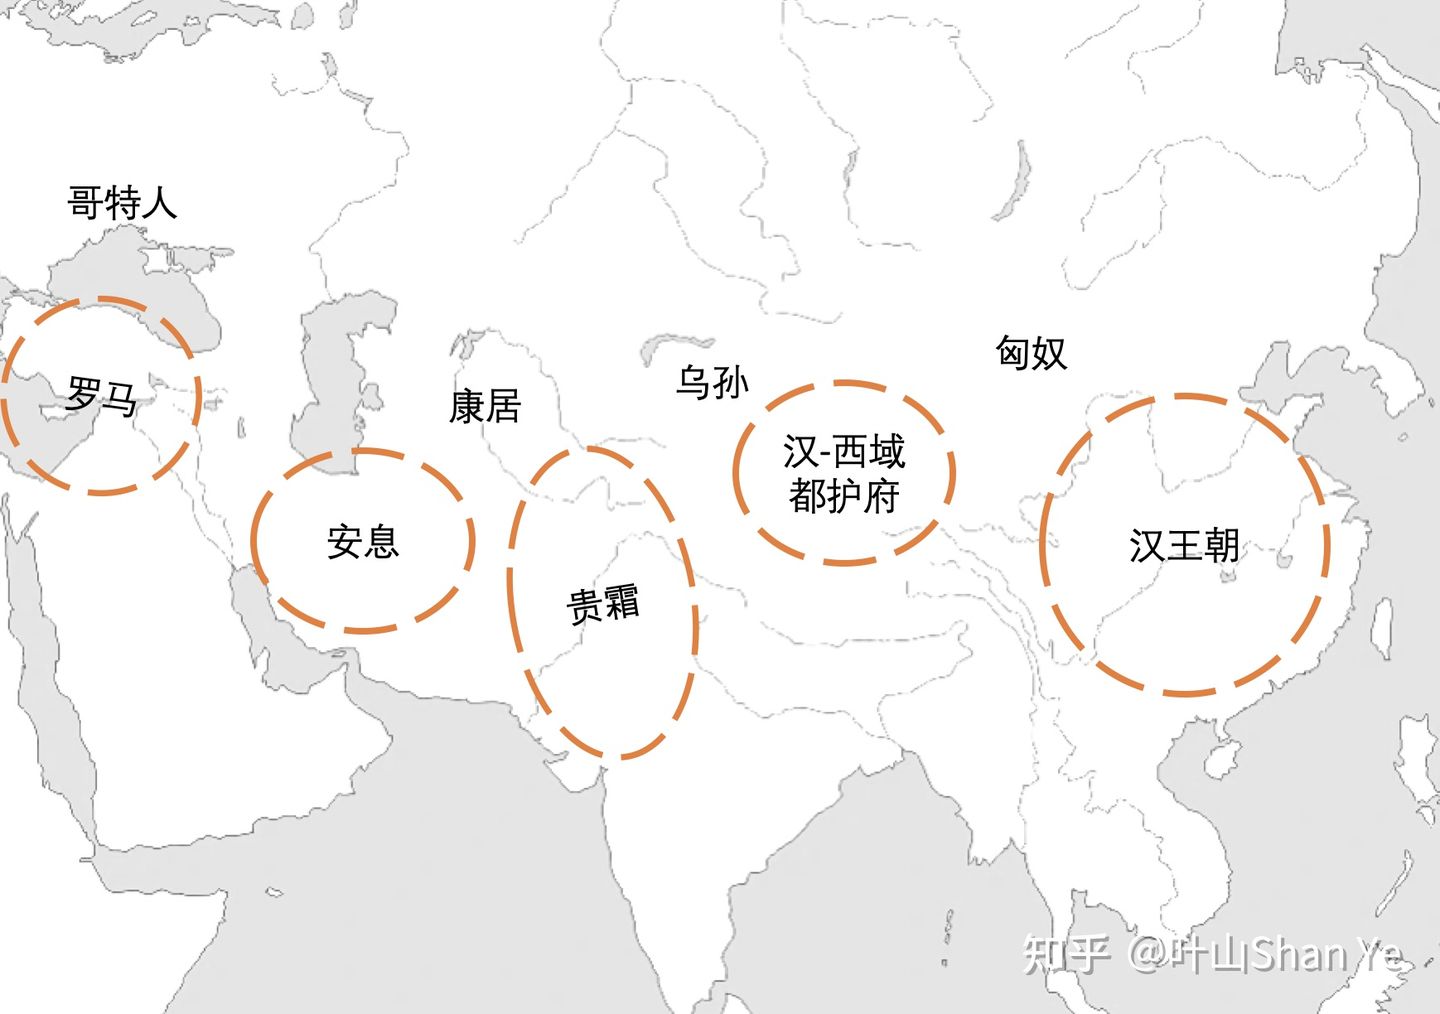 哥特人
罗马
康居
乌孙
匈奴
汉-西域
都护府
安息
汉王朝
贵霜
知乎 @叶山Shan Ye